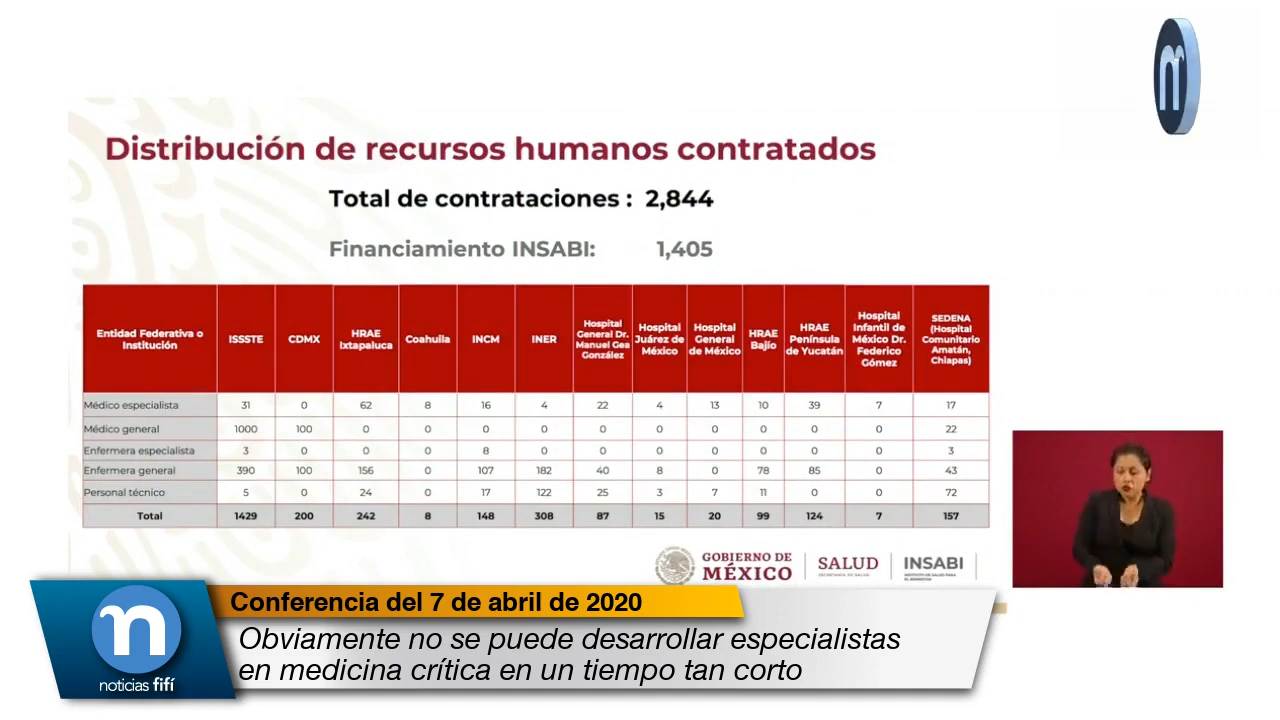 Distribución de recursos humanos contratados
Total de contrataciones : 2,844
Financiamiento INSABI: 1,405
Entidad Federativa o Institución ISSSTE CDMX HRAE Ixtapaluca Coahuila INCM INER Hospital General Dr. Manuel Gea González Hospital Juárez de México Hospital General de México HRAE Bajío HRAE Península de Yucatán Hospital Infantil de México Dr. Federico Gómez SEDENA (Hospital Comunitario Amatán, Chiapas)
Médico especialista 31 0 62 8 16 4 22 4 13 10 39 7 17
Médico general 1000 100 0 0 0 0 0 0 0 0 0 0 22
Enfermera especialista 3 0 0 0 8 0 0 0 0 0 0 0 3
Enfermera general 390 100 156 0 107 182 40 8 0 78 85 0 43
Personal técnico 5 0 24 0 17 122 25 3 7 11 0 0 72
Total 1429 200 242 8 148 308 87 15 20 99 124 7 157
GOBIERNO DE
MÉXICO
SALUD
SECRETARÍA DE SALUD
INSABI
INSTITUTO DE SALUD PARA
EL BIENESTAR
Conferencia del 7 de abril de 2020
Obviamente no se puede desarrollar especialistas
en medicina crítica en un tiempo tan corto
n
noticias fifí